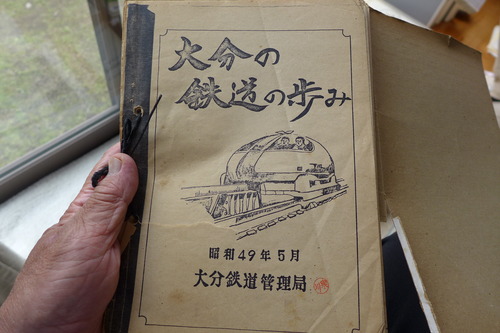 大分の
鉄道の歩み
昭和49年5月
大分鉄道管理局